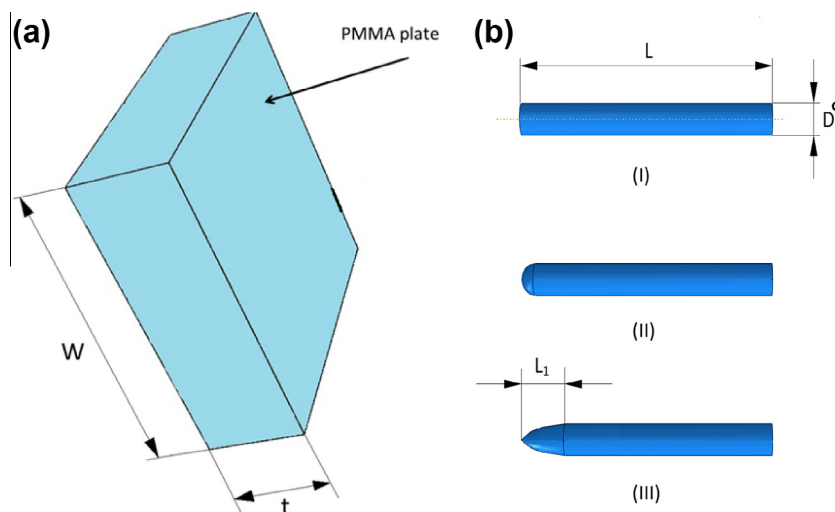 (a)
PMMA plate
W
t
(b)
L
D
(I)
(II)
L₁
(III)